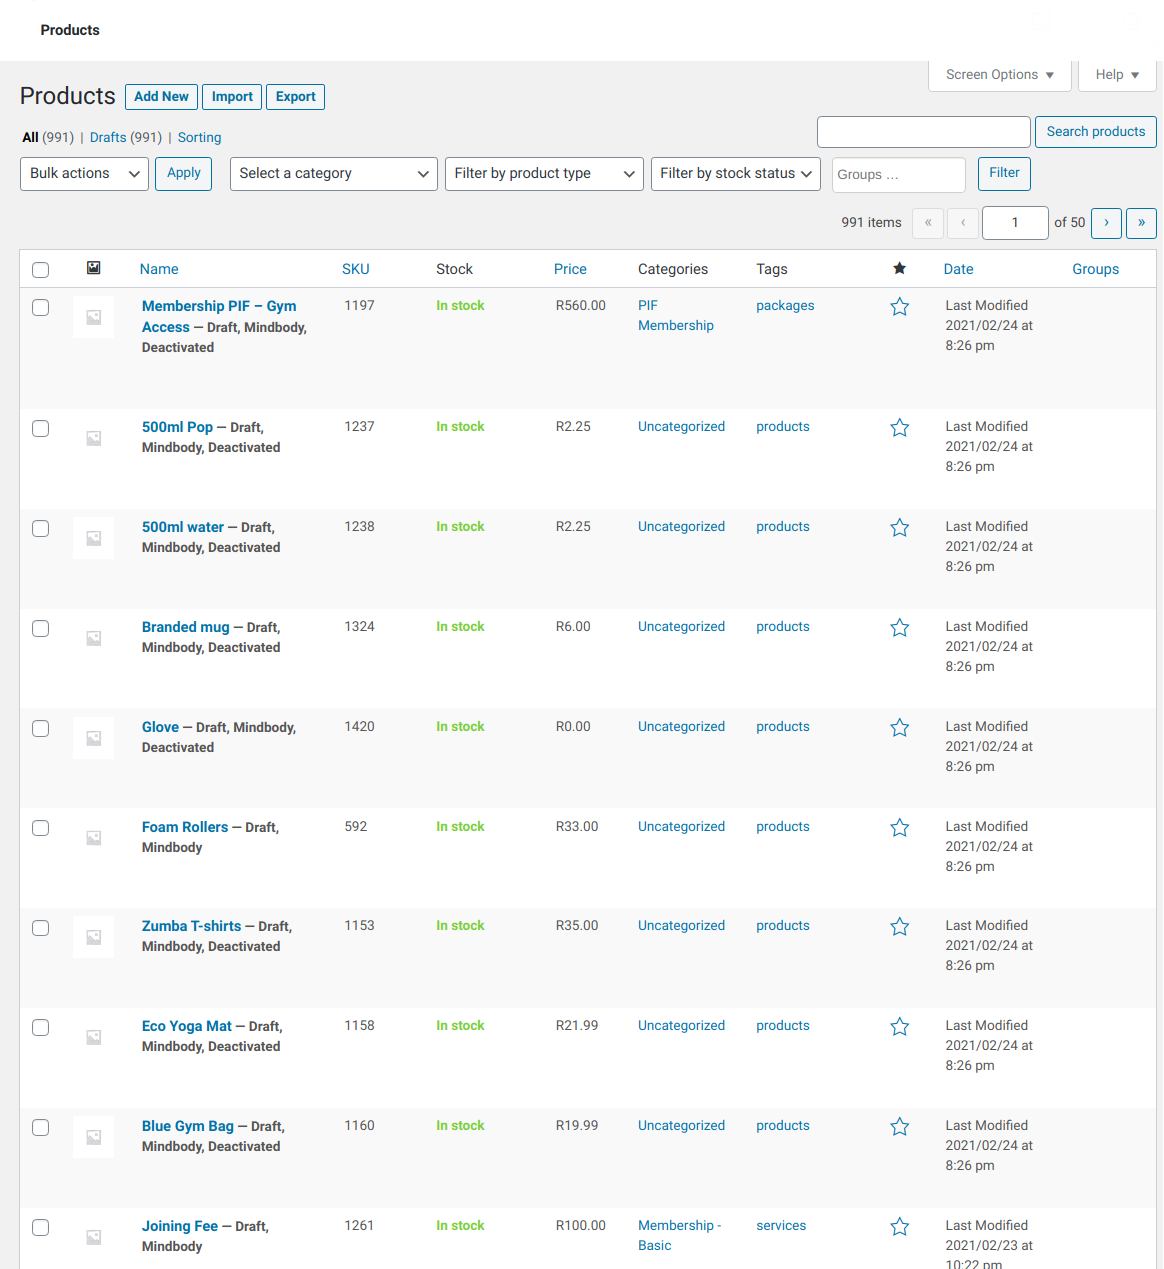 Products
Screen Options ▼ Help ▼
Products Add New Import Export
All (991) | Drafts (991) | Sorting
Search products
Bulk actions Apply Select a category Filter by product type Filter by stock status Groups ... Filter
991 items « ‹ 1 of 50 › »
Name SKU Stock Price Categories Tags ★ Date Groups
Membership PIF – Gym 1197 In stock R560.00 PIF packages Last Modified
Access — Draft, Mindbody, Membership 2021/02/24 at
Deactivated 8:26 pm
500ml Pop — Draft, 1237 In stock R2.25 Uncategorized products Last Modified
Mindbody, Deactivated 2021/02/24 at
8:26 pm
500ml water — Draft, 1238 In stock R2.25 Uncategorized products Last Modified
Mindbody, Deactivated 2021/02/24 at
8:26 pm
Branded mug — Draft, 1324 In stock R6.00 Uncategorized products Last Modified
Mindbody, Deactivated 2021/02/24 at
8:26 pm
Glove — Draft, Mindbody, 1420 In stock R0.00 Uncategorized products Last Modified
Deactivated 2021/02/24 at
8:26 pm
Foam Rollers — Draft, 592 In stock R33.00 Uncategorized products Last Modified
Mindbody 2021/02/24 at
8:26 pm
Zumba T-shirts — Draft, 1153 In stock R35.00 Uncategorized products Last Modified
Mindbody, Deactivated 2021/02/24 at
8:26 pm
Eco Yoga Mat — Draft, 1158 In stock R21.99 Uncategorized products Last Modified
Mindbody, Deactivated 2021/02/24 at
8:26 pm
Blue Gym Bag — Draft, 1160 In stock R19.99 Uncategorized products Last Modified
Mindbody, Deactivated 2021/02/24 at
8:26 pm
Joining Fee — Draft, 1261 In stock R100.00 Membership - services Last Modified
Mindbody Basic 2021/02/23 at
10:22 pm